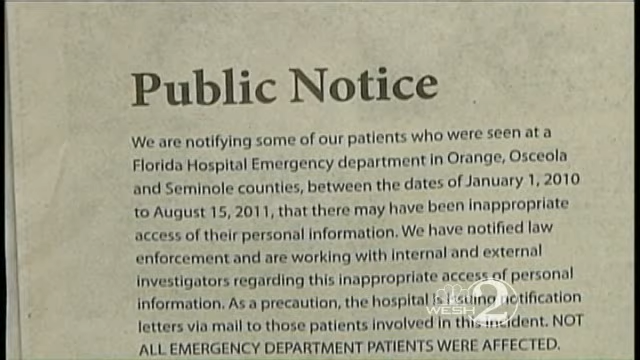 Public Notice
We are notifying some of our patients who were seen at a
Florida Hospital Emergency department in Orange, Osceola
and Seminole counties, between the dates of January 1, 2010
to August 15, 2011, that there may have been inappropriate
access of their personal information. We have notified law
enforcement and are working with internal and external
investigators regarding this inappropriate access of personal
information. As a precaution, the hospital is issuing notification
letters via mail to those patients involved in this incident. NOT
ALL EMERGENCY DEPARTMENT PATIENTS WERE AFFECTED.
WESH 2